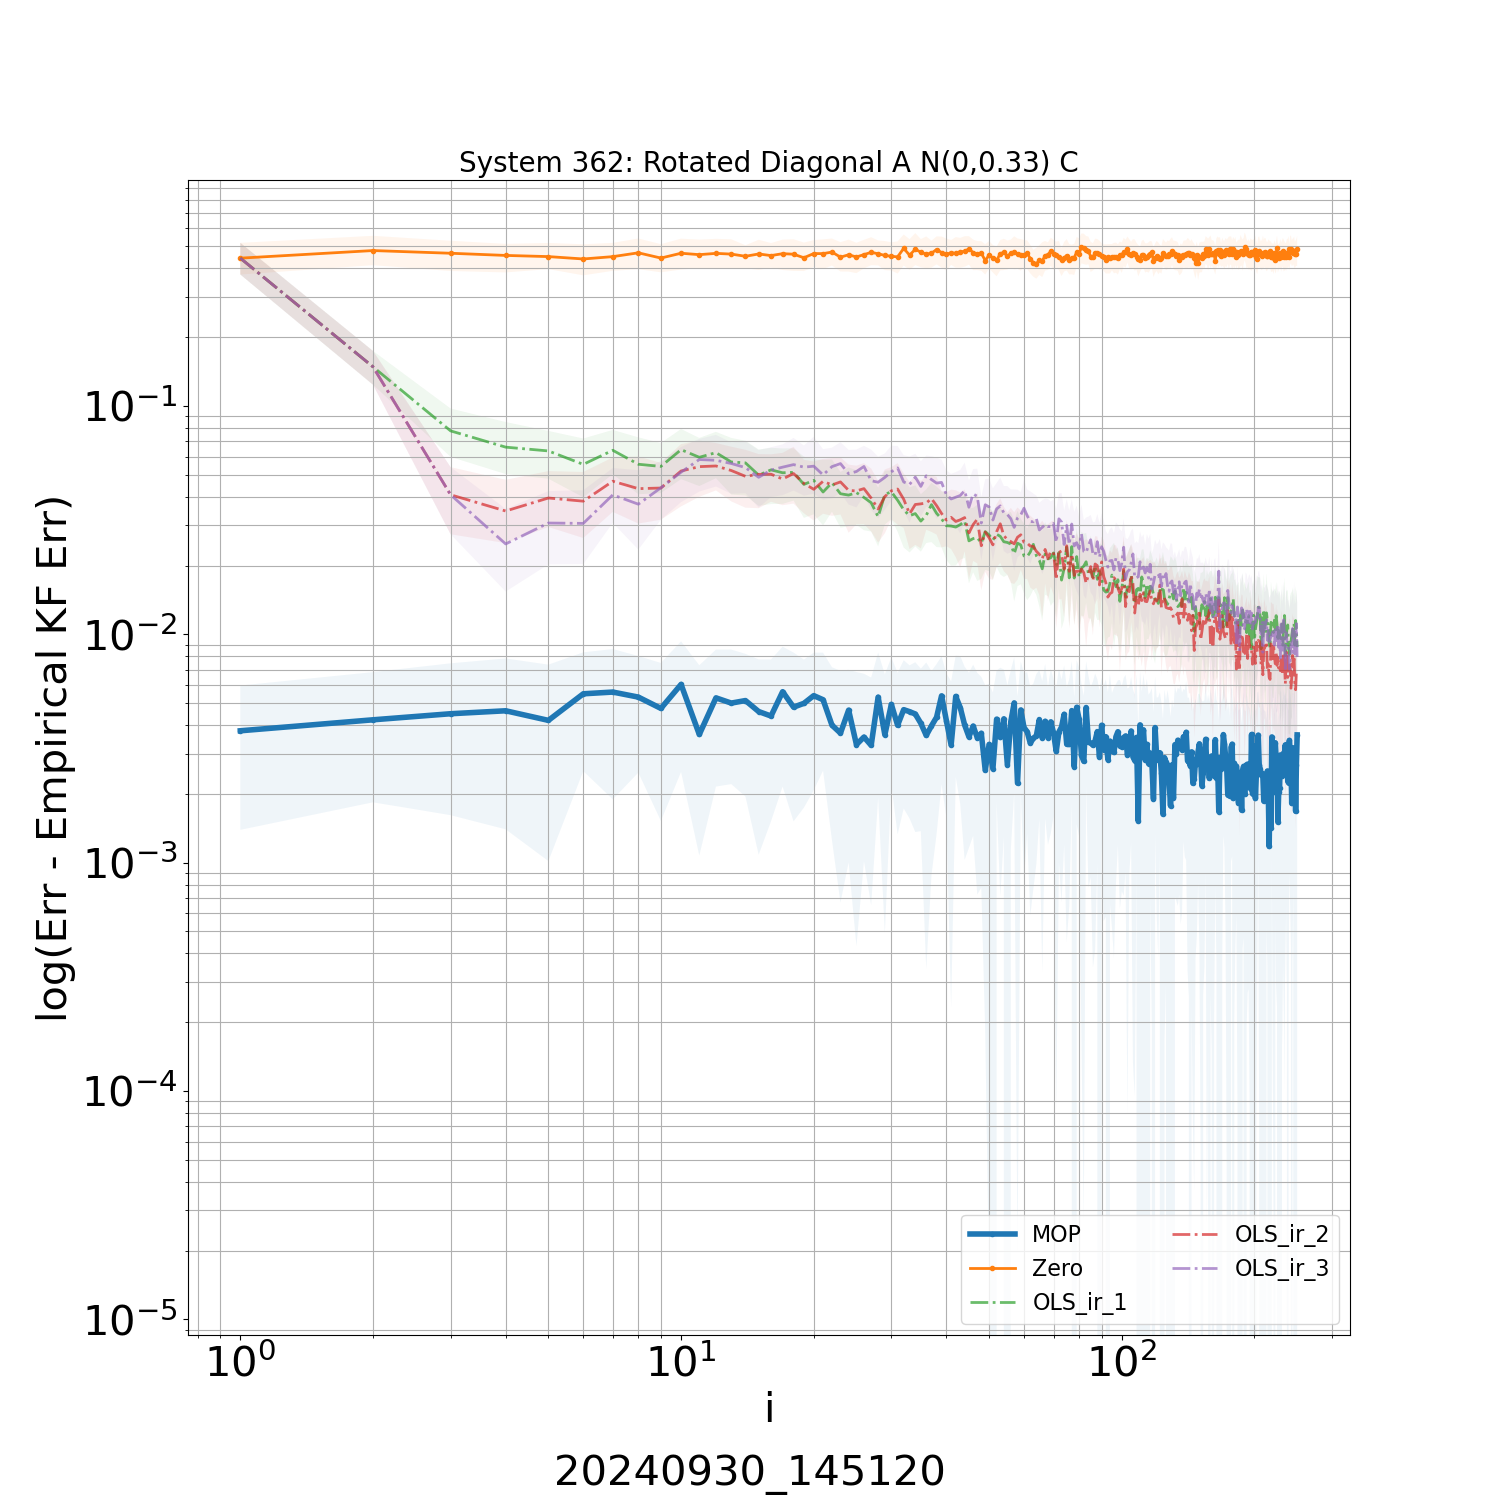 System 362: Rotated Diagonal A N(0,0.33) C
log(Err - Empirical KF Err)
10⁻¹
10⁻²
10⁻³
10⁻⁴
10⁻⁵
MOP
Zero
OLS_ir_1
OLS_ir_2
OLS_ir_3
10⁰ 10¹ 10²
i
20240930_145120